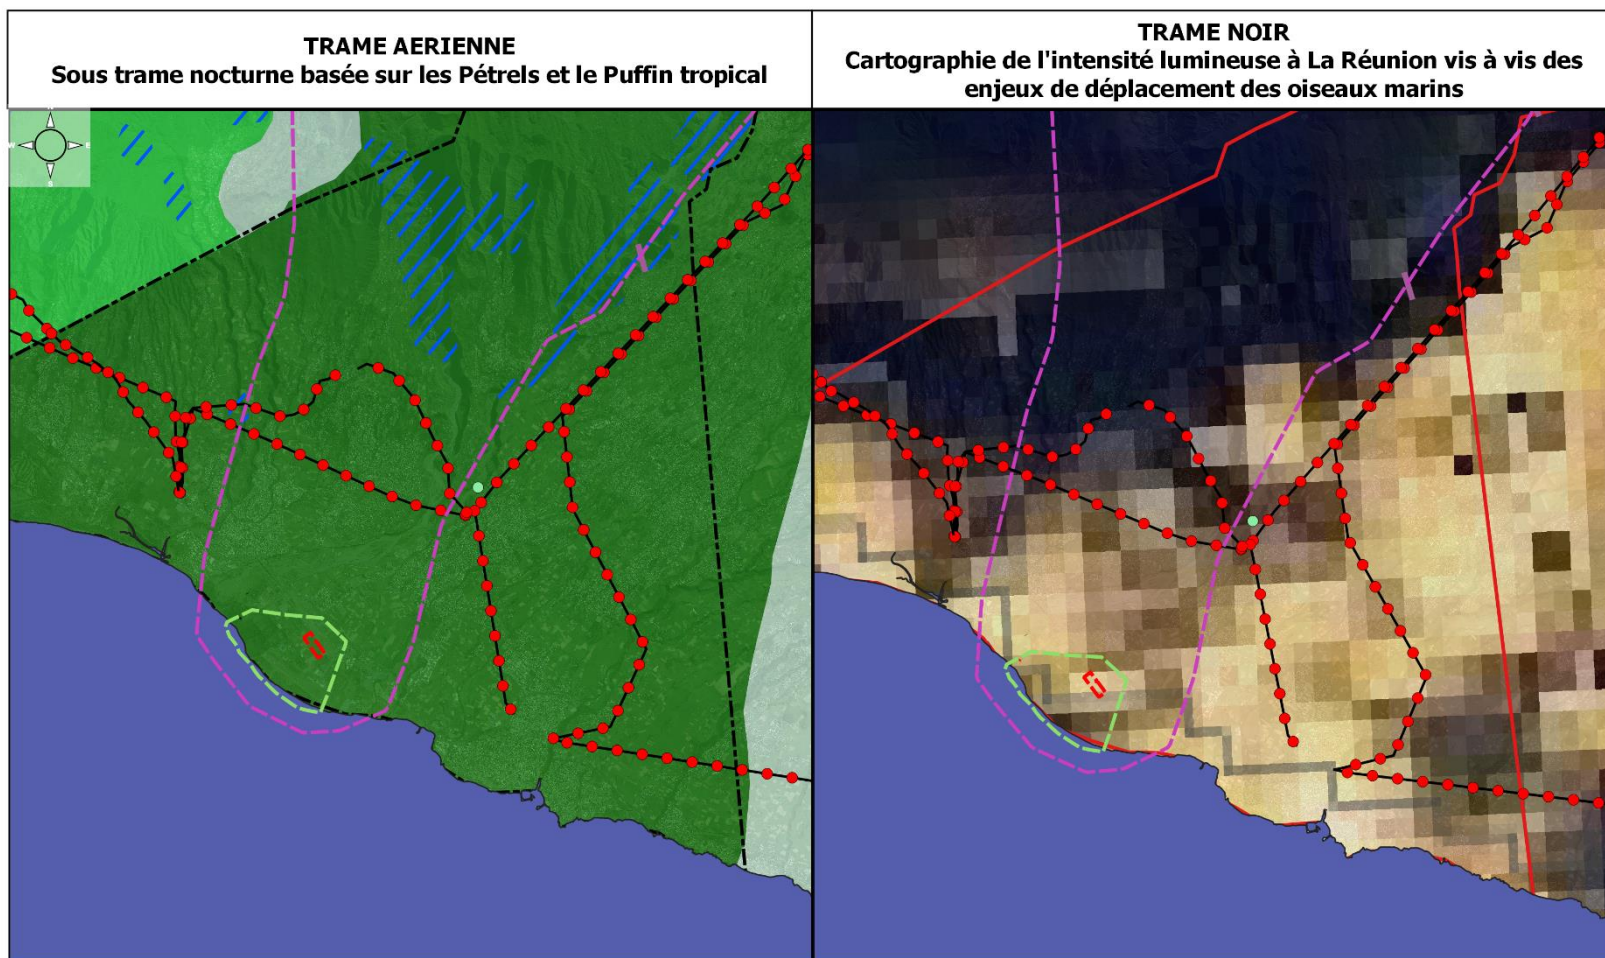 TRAME AERIENNE
Sous trame nocturne basée sur les Pétrels et le Puffin tropical
TRAME NOIR
Cartographie de l'intensité lumineuse à La Réunion vis à vis des
enjeux de déplacement des oiseaux marins